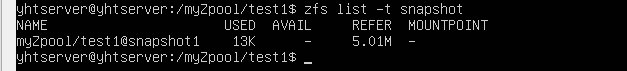 yhtserver@yhtserver:/myZpool/test1$ zfs list -t snapshot
NAME                      USED  AVAIL     REFER  MOUNTPOINT
myZpool/test1@snapshot1    13K      -     5.01M  -
yhtserver@yhtserver:/myZpool/test1$ _